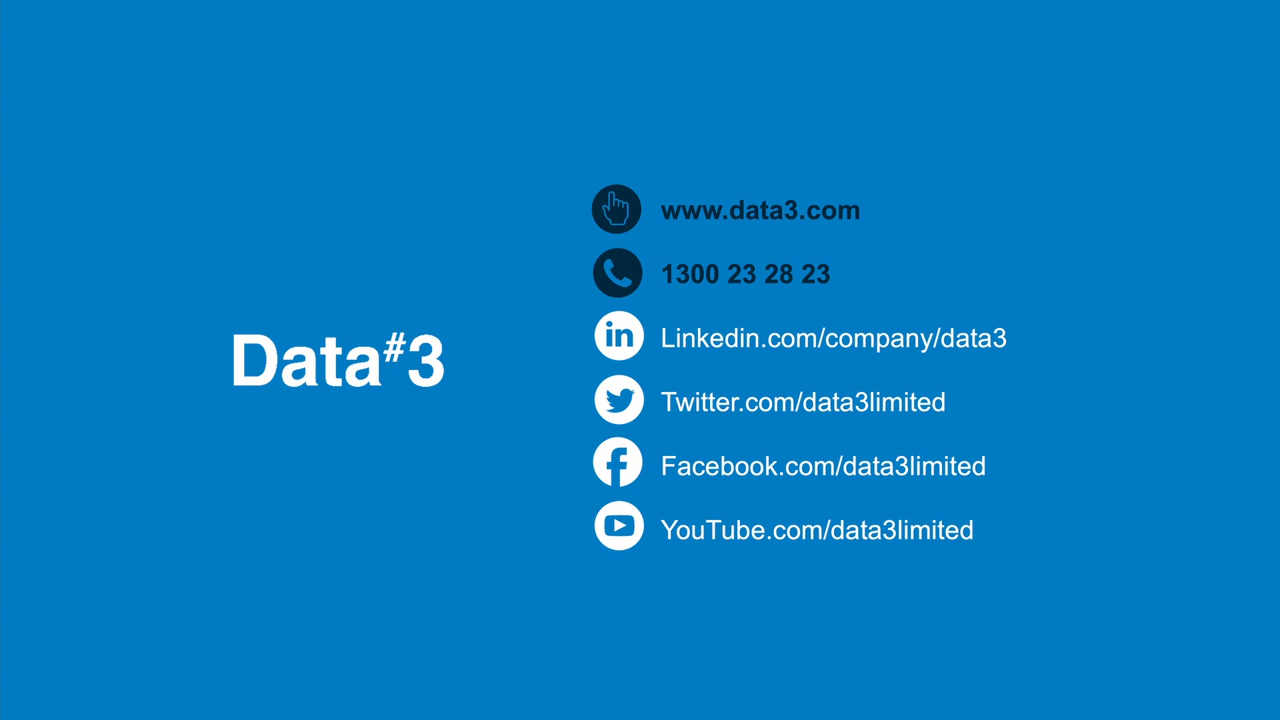 Data#3
www.data3.com
1300 23 28 23
Linkedin.com/company/data3
Twitter.com/data3limited
Facebook.com/data3limited
YouTube.com/data3limited